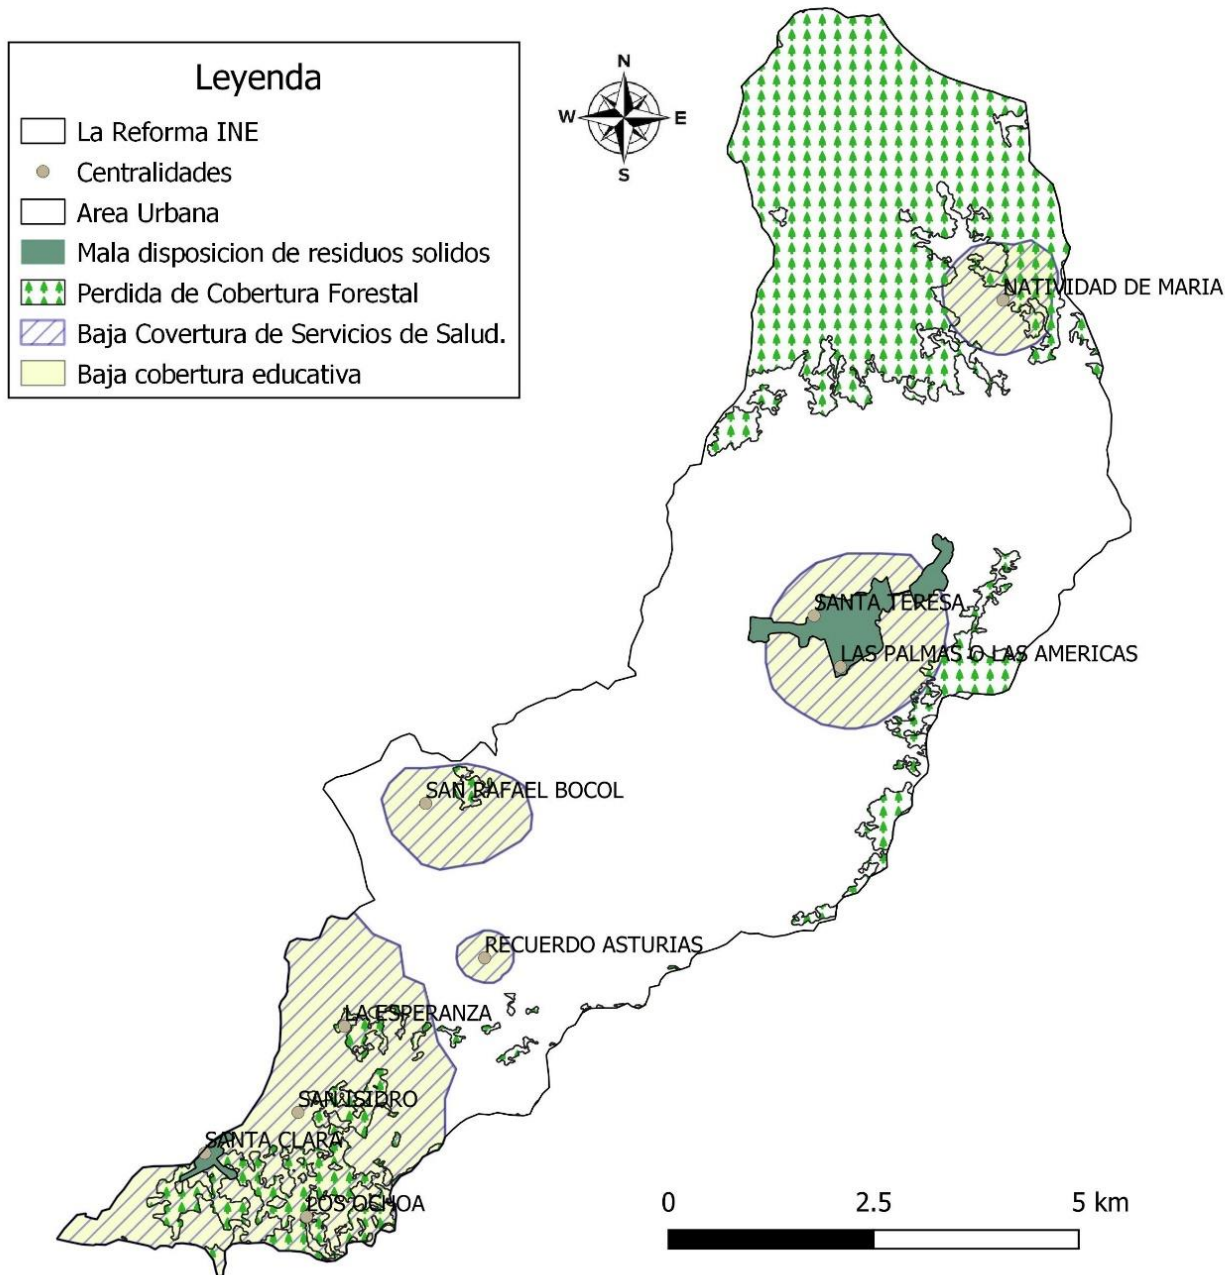 Leyenda
La Reforma INE
Centralidades
Area Urbana
Mala disposicion de residuos solidos
Perdida de Cobertura Forestal
Baja Covertura de Servicios de Salud.
Baja cobertura educativa
N
W E
S
NATIVIDAD DE MARIA
SANTA TERESA
LAS PALMAS O LAS AMERICAS
SAN RAFAEL BOCOL
RECUERDO ASTURIAS
LA ESPERANZA
SAN ISIDRO
SANTA CLARA
LOS OCHOA
0 2.5 5 km